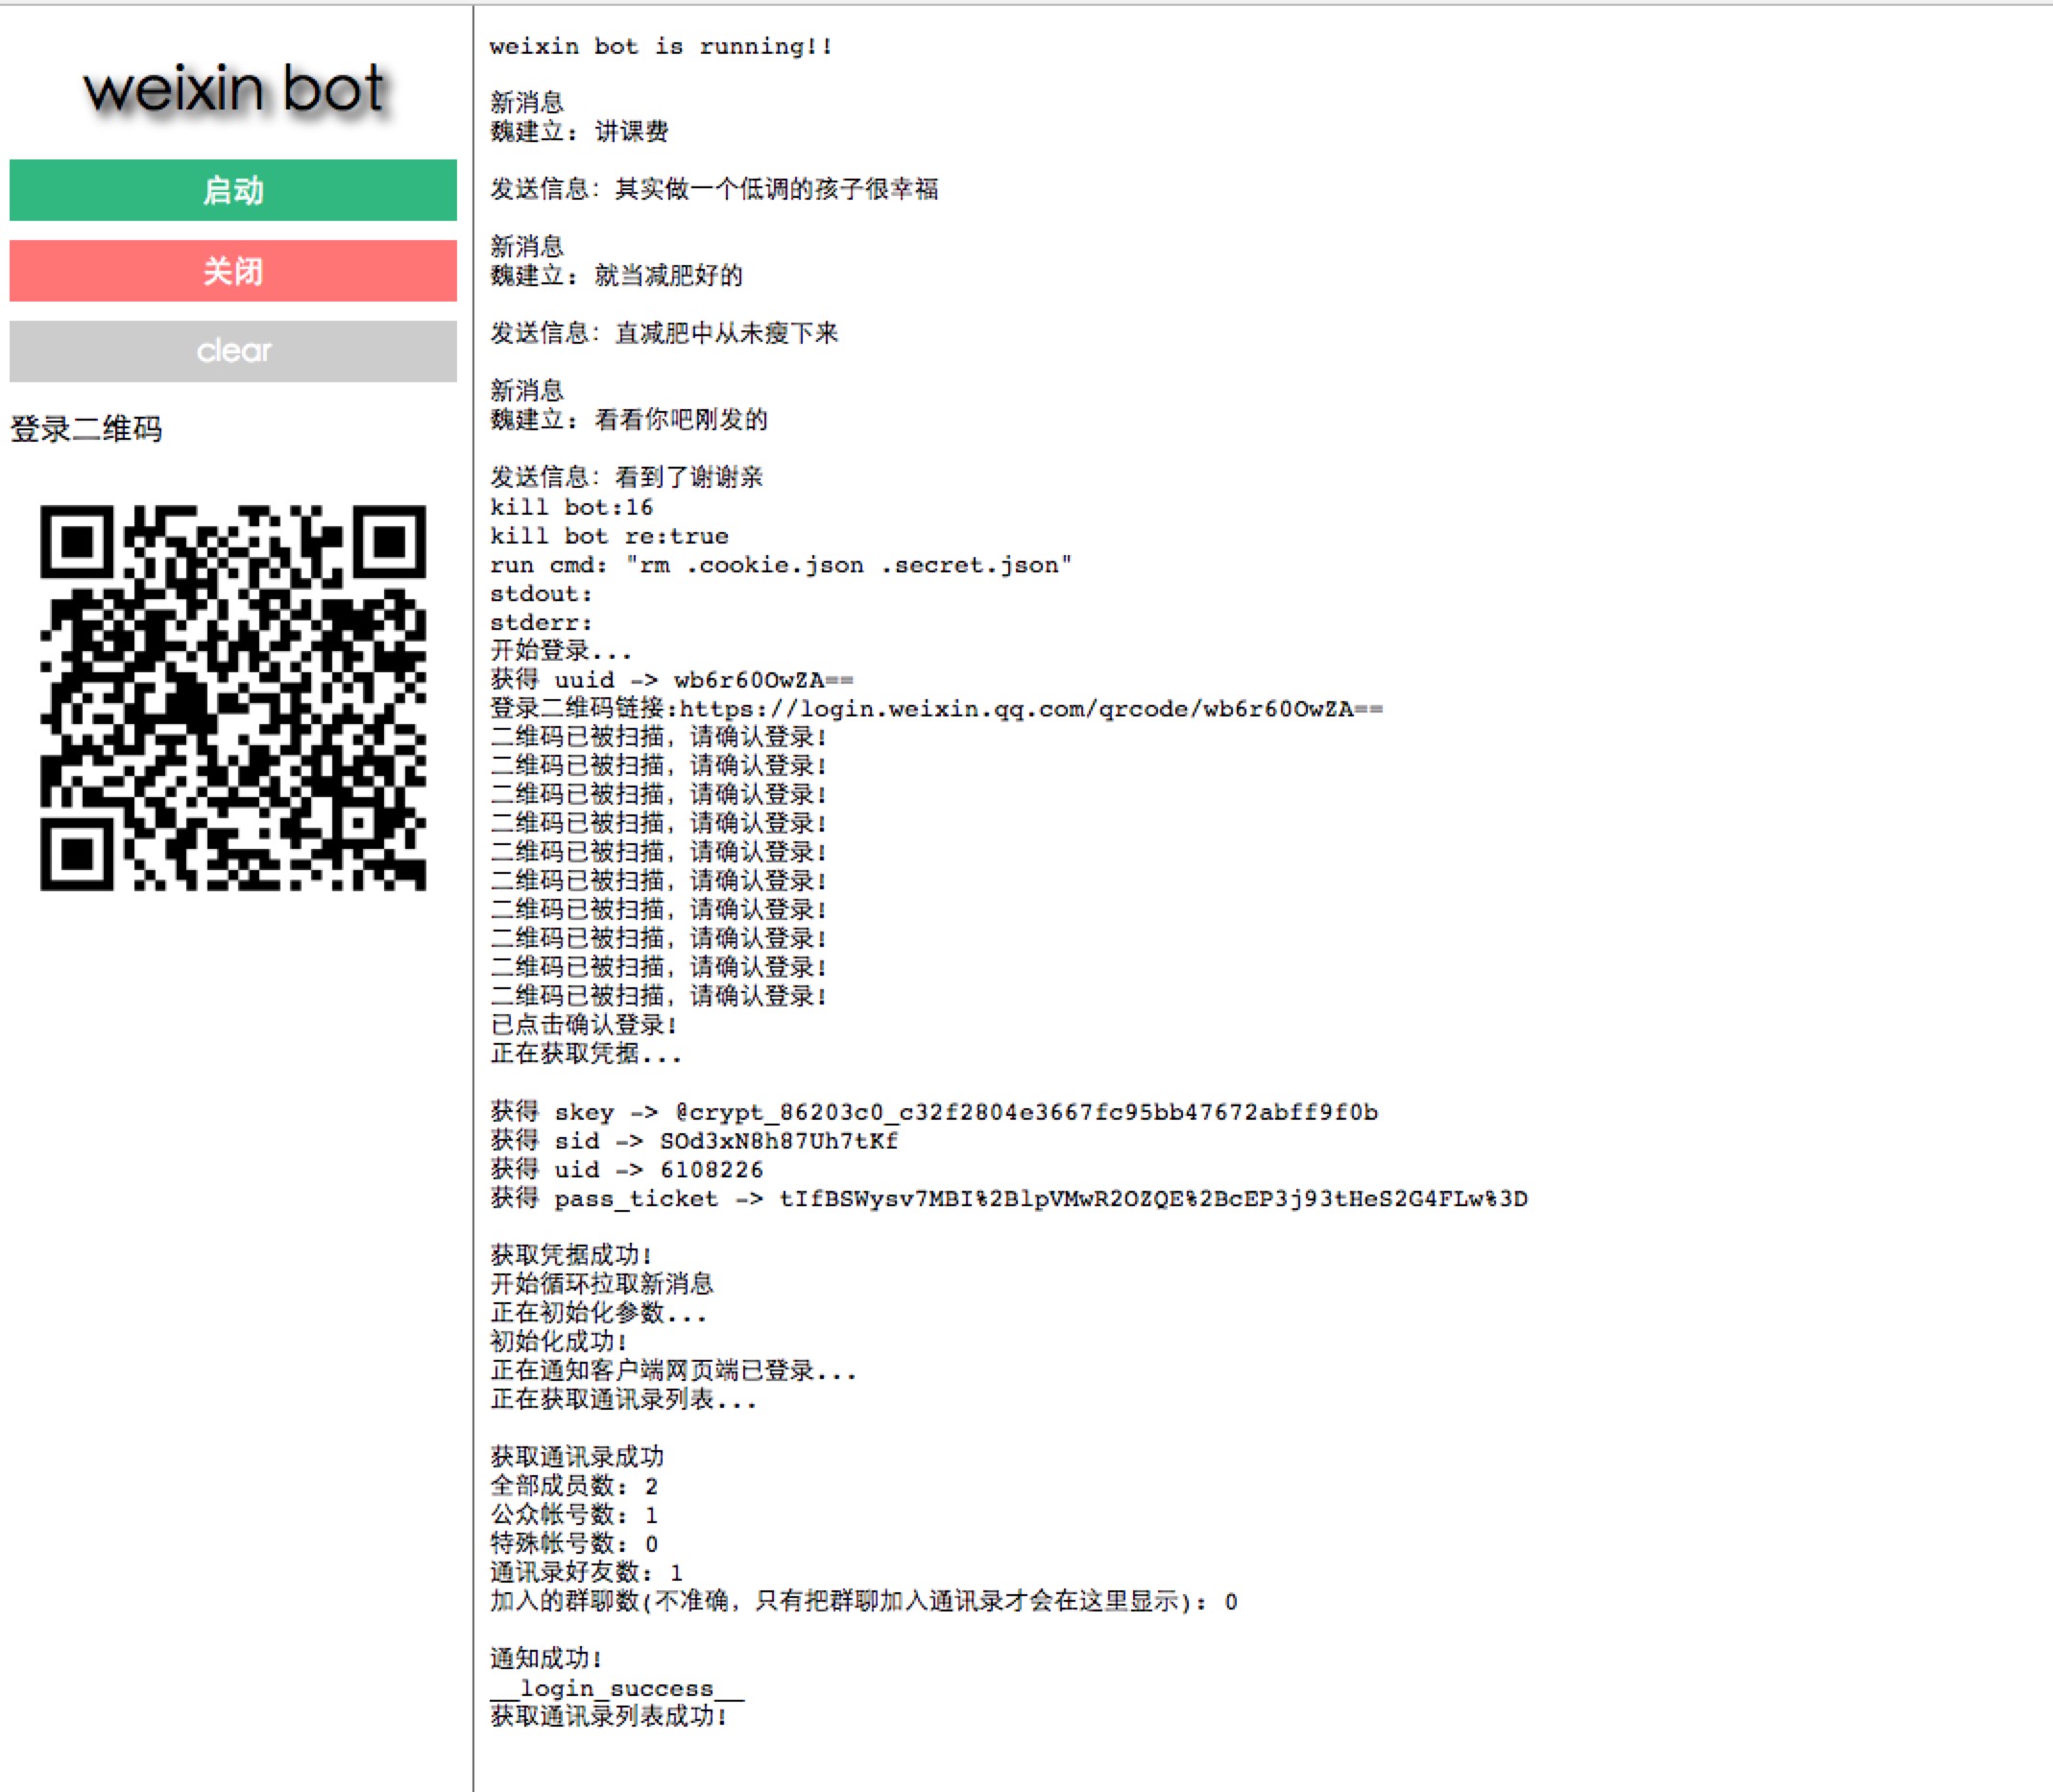 weixin bot
启动
关闭
clear
登录二维码
weixin bot is running!!
新消息
魏建立: 讲课费
发送信息: 其实做一个低调的孩子很幸福
新消息
魏建立: 就当减肥好的
发送信息: 直减肥中从未瘦下来
新消息
魏建立: 看看你吧刚发的
发送信息: 看到了谢谢亲
kill bot:16
kill bot re:true
run cmd: "rm .cookie.json .secret.json"
stdout:
stderr:
开始登录...
获得 uuid -> wb6r60OwZA==
登录二维码链接:https://login.weixin.qq.com/qrcode/wb6r60OwZA==
二维码已被扫描，请确认登录!
二维码已被扫描，请确认登录!
二维码已被扫描，请确认登录!
二维码已被扫描，请确认登录!
二维码已被扫描，请确认登录!
二维码已被扫描，请确认登录!
二维码已被扫描，请确认登录!
二维码已被扫描，请确认登录!
二维码已被扫描，请确认登录!
二维码已被扫描，请确认登录!
已点击确认登录!
正在获取凭据...
获得 skey -> @crypt_86203c0_c32f2804e3667fc95bb47672abff9f0b
获得 sid -> SOd3xN8h87Uh7tKf
获得 uid -> 6108226
获得 pass_ticket -> tIfBSWysv7MBI%2BlpVMwR2OZQE%2BcEP3j93tHeS2G4FLw%3D
获取凭据成功!
开始循环拉取新消息
正在初始化参数...
初始化成功!
正在通知客户端网页端已登录...
正在获取通讯录列表...
获取通讯录成功
全部成员数: 2
公众帐号数: 1
特殊帐号数: 0
通讯录好友数: 1
加入的群聊数(不准确，只有把群聊加入通讯录才会在这里显示): 0
通知成功!
__login_success__
获取通讯录列表成功!